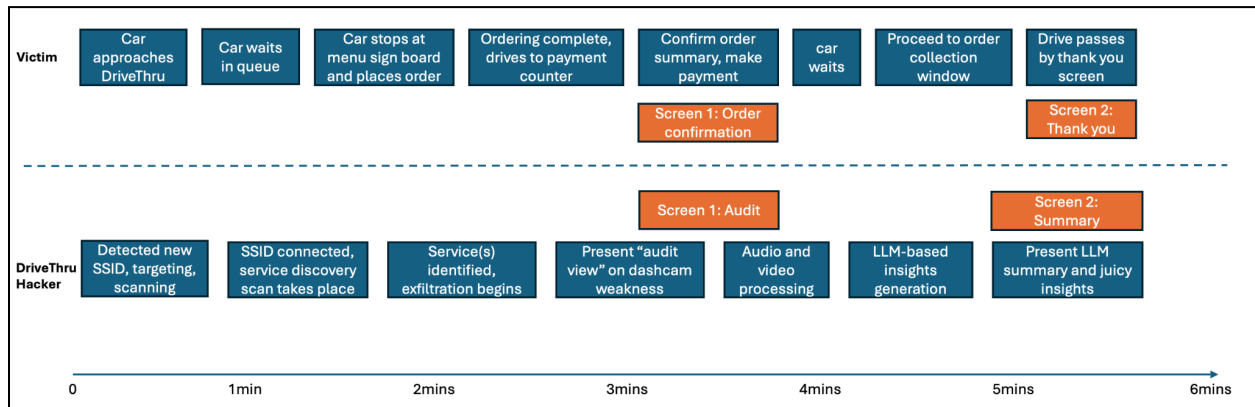 Victim
Car
approaches
DriveThru
Car waits
in queue
Car stops at
menu sign board
and places order
Ordering complete,
drives to payment
counter
Confirm order
summary, make
payment
car
waits
Proceed to order
collection
window
Drive passes
by thank you
screen
Screen 1: Order
confirmation
Screen 2:
Thank you
Screen 1: Audit
Screen 2:
Summary
DriveThru
Hacker
Detected new
SSID, targeting,
scanning
SSID connected,
service discovery
scan takes place
Service(s)
identified,
exfiltration begins
Present “audit
view” on dashcam
weakness
Audio and
video
processing
LLM-based
insights
generation
Present LLM
summary and juicy
insights
0
1min
2mins
3mins
4mins
5mins
6mins